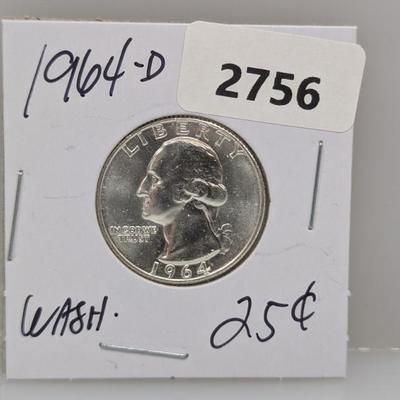 1964-D
2756
LIBERTY
IN GOD WE
TRUST
1964
WASH.
25¢